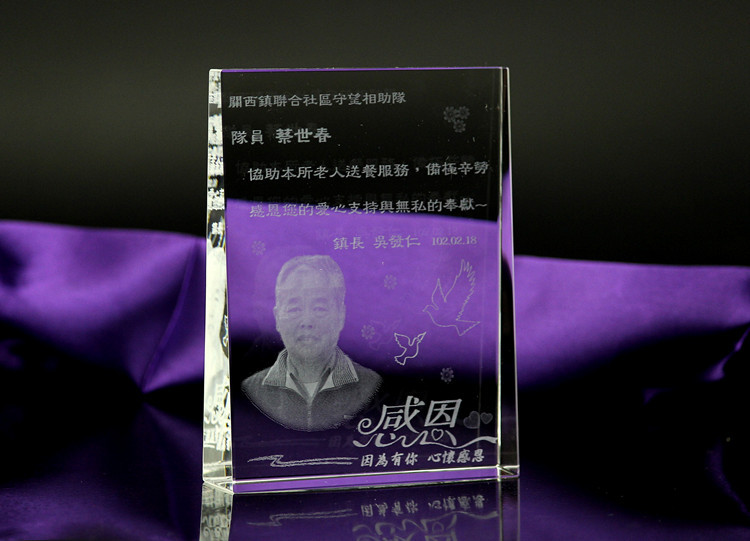 關西鎮聯合社區守望相助隊
隊員 蔡世春
協助本所老人送餐服務，備極辛勞
感恩您的愛心支持與無私的奉獻~
鎮長 吳發仁 102.02.18
感恩
因為有你 心懷感恩